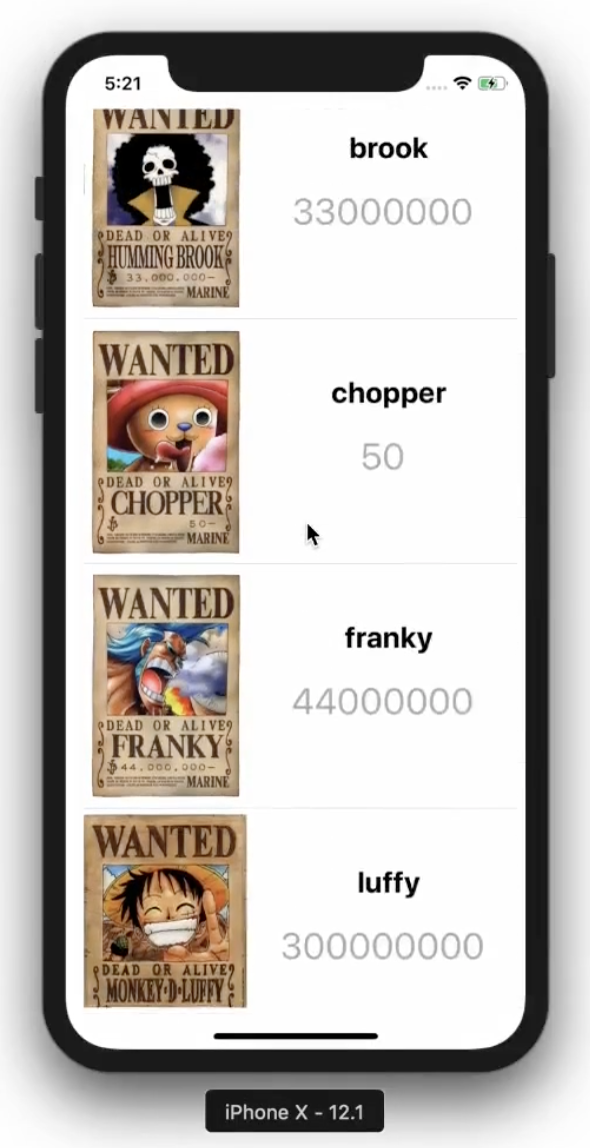 5:21
WANTED
DEAD OR ALIVE
HUMMING BROOK
33.000.000-
MARINE
brook
33000000
WANTED
DEAD OR ALIVE
CHOPPER
50-
MARINE
chopper
50
WANTED
DEAD OR ALIVE
FRANKY
44.000.000-
MARINE
franky
44000000
WANTED
DEAD OR ALIVE
MONKEY·D·LUFFY
luffy
300000000
iPhone X - 12.1